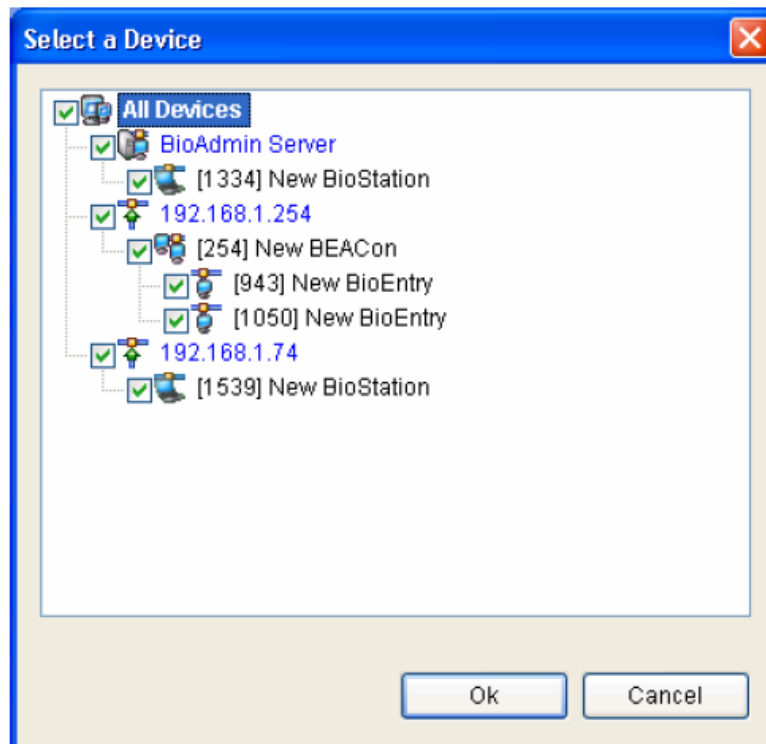 Select a Device
All Devices
BioAdmin Server
[1334] New BioStation
192.168.1.254
[254] New BEACon
[943] New BioEntry
[1050] New BioEntry
192.168.1.74
[1539] New BioStation
Ok Cancel